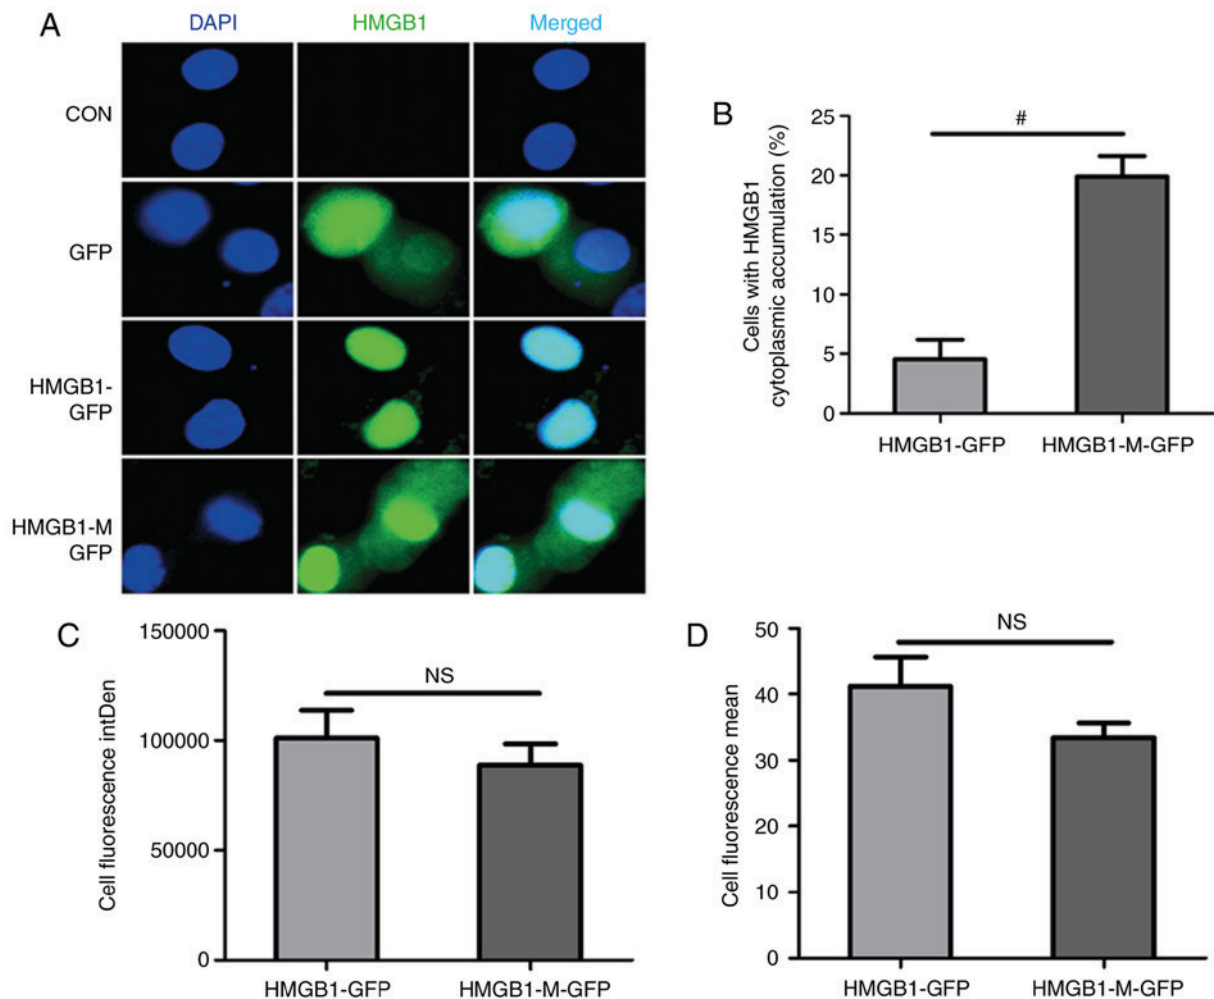 A
DAPI
HMGB1
Merged
CON
GFP
HMGB1-
GFP
HMGB1-M
GFP
B
Cells with HMGB1
cytoplasmic accumulation (%)
25
20
25
10
5
0
#
HMGB1-GFP
HMGB1-M-GFP
C
Cell fluorescence intDen
150000
100000
50000
0
NS
HMGB1-GFP
HMGB1-M-GFP
D
Cell fluorescence mean
50
40
30
20
10
0
NS
HMGB1-GFP
HMGB1-M-GFP